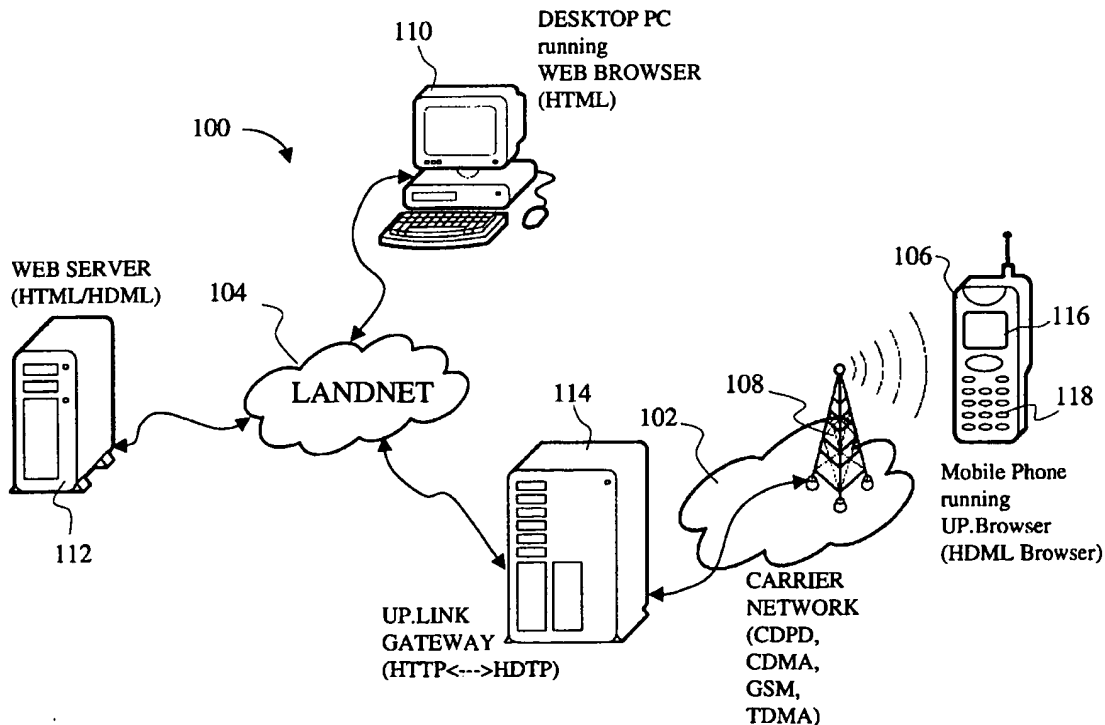 110
DESKTOP PC
running
WEB BROWSER
(HTML)
100
WEB SERVER
(HTML/HDML)
104
LANDNET
112
114
UP.LINK
GATEWAY
(HTTP<--->HDTP)
102
108
CARRIER
NETWORK
(CDPD,
CDMA,
GSM,
TDMA)
106
116
118
Mobile Phone
running
UP.Browser
(HDML Browser)